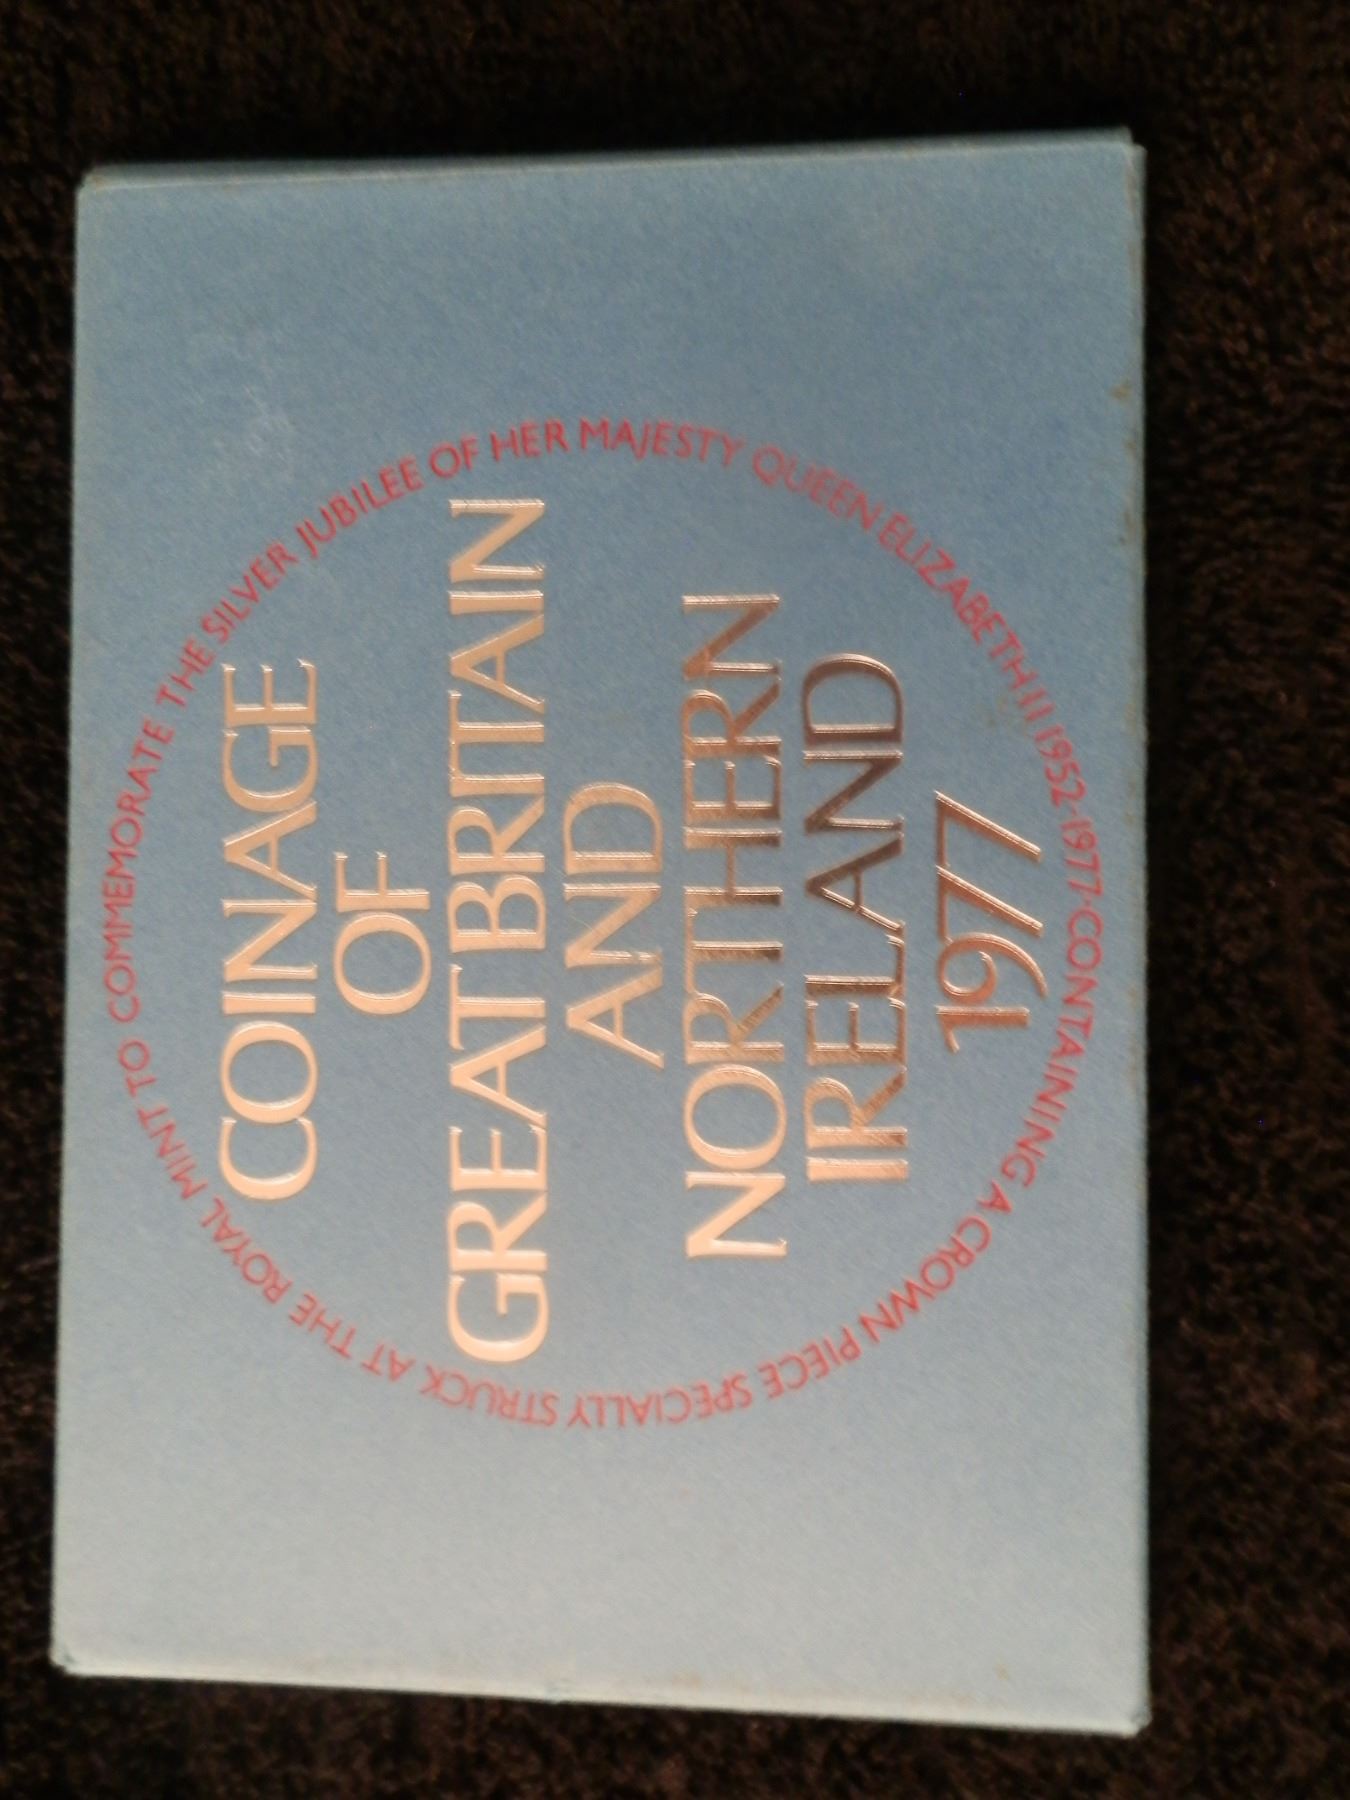 COINAGE
OF
GREAT BRITAIN
AND
NORTHERN
IRELAND
1977
CONTAINING A CROWN PIECE SPECIALLY STRUCK AT THE ROYAL MINT TO COMMEMORATE THE SILVER JUBILEE OF HER MAJESTY QUEEN ELIZABETH II 1952-1977·